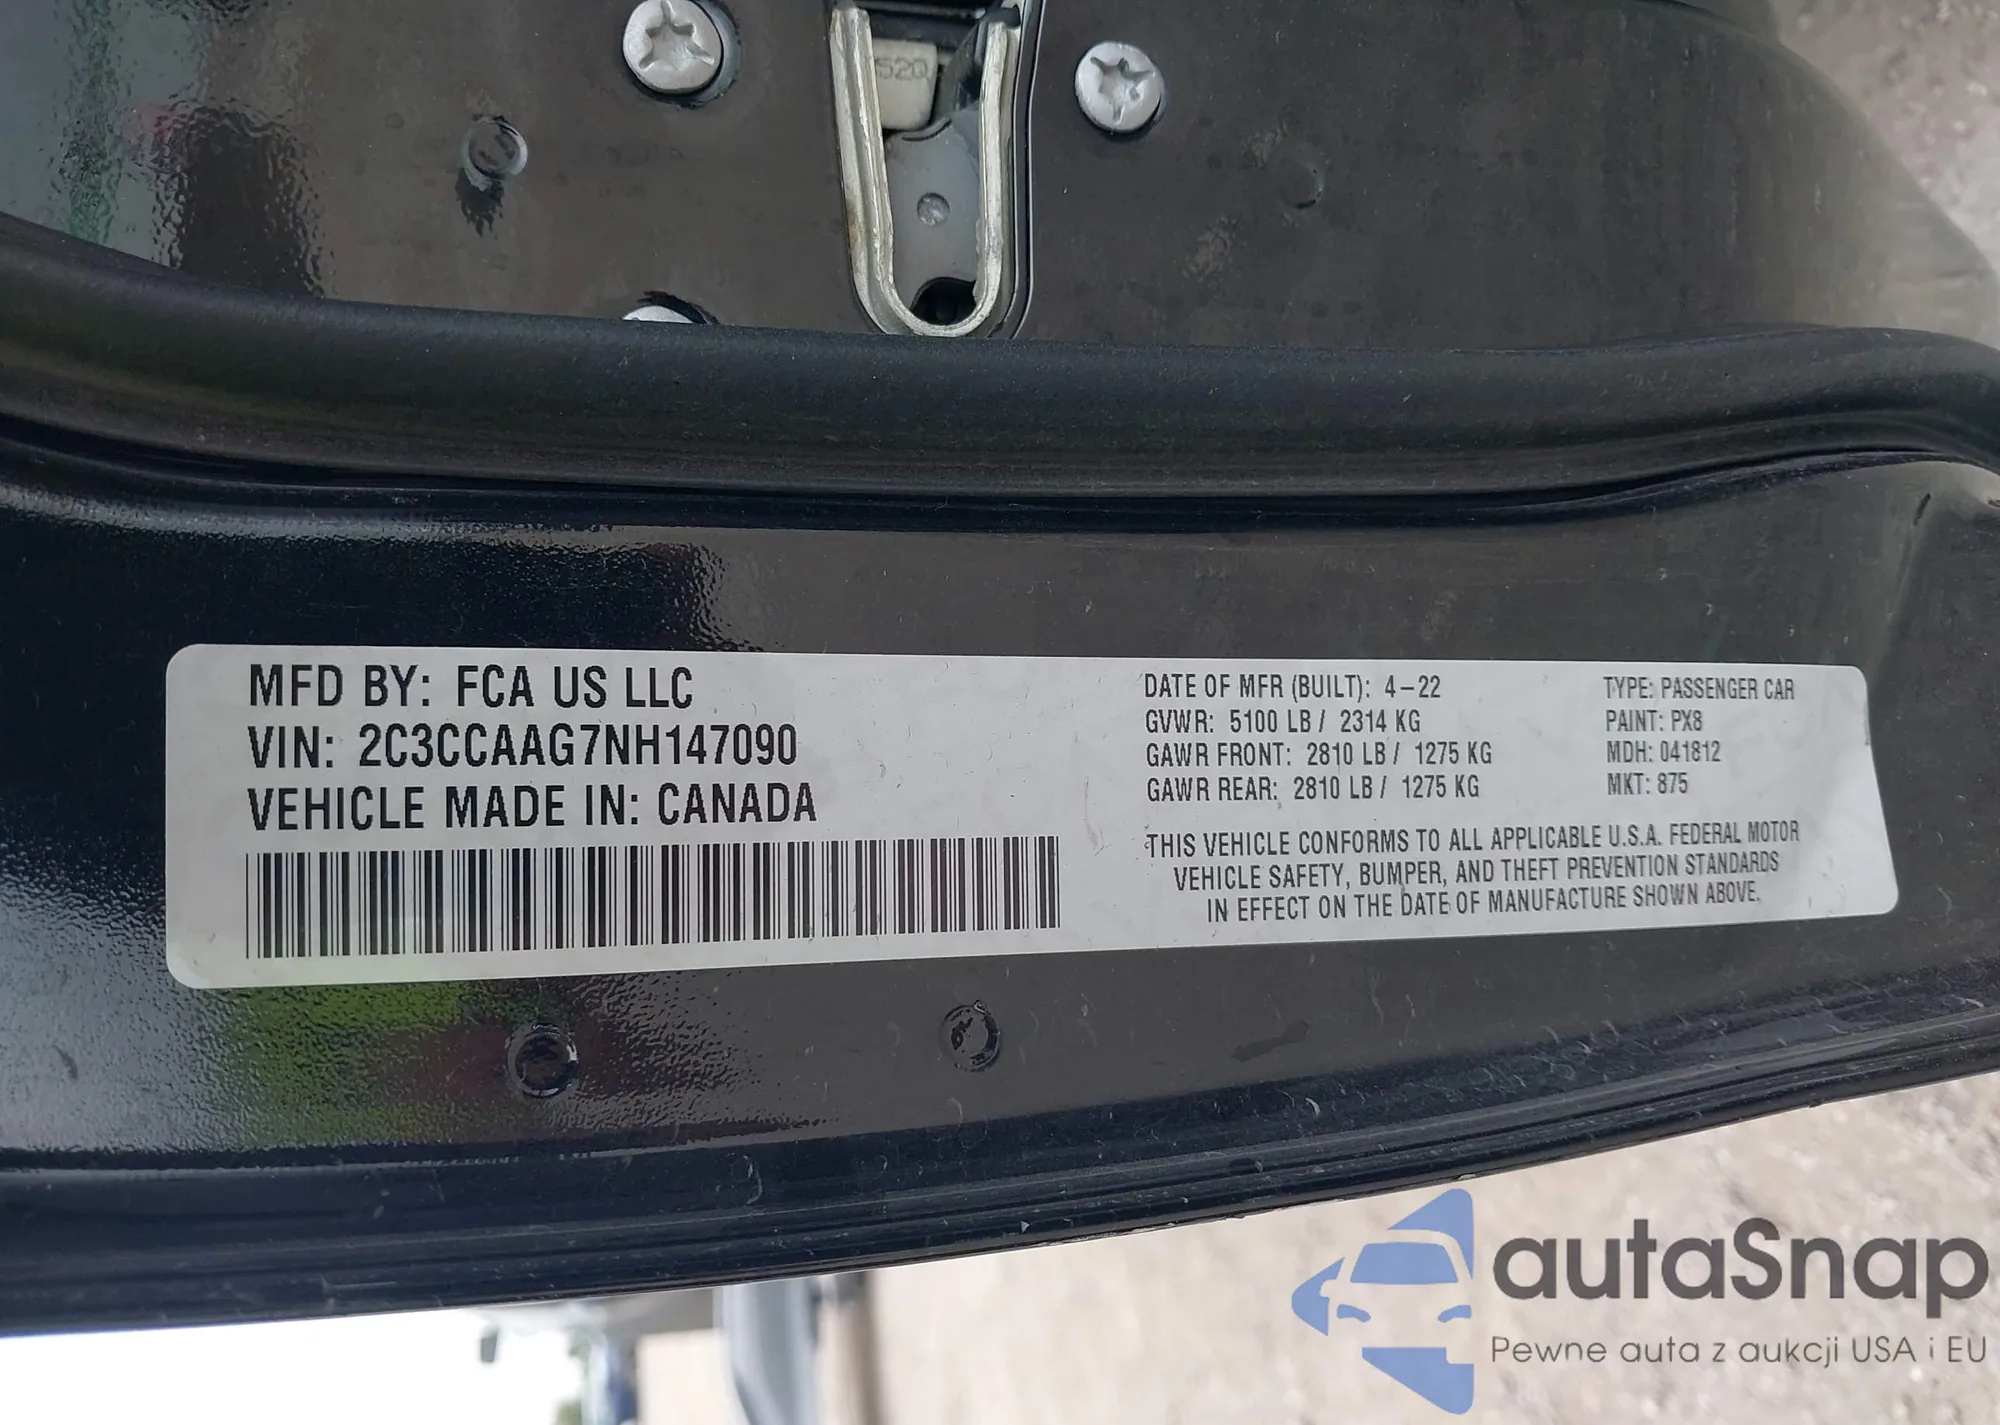 520
MFD BY: FCA US LLC
VIN: 2C3CCAAG7NH147090
VEHICLE MADE IN: CANADA
DATE OF MFR (BUILT): 4-22
GVWR: 5100 LB / 2314 KG
GAWR FRONT: 2810 LB / 1275 KG
GAWR REAR: 2810 LB / 1275 KG
TYPE: PASSENGER CAR
PAINT: PX8
MDH: 041812
MKT: 875
THIS VEHICLE CONFORMS TO ALL APPLICABLE U.S.A. FEDERAL MOTOR
VEHICLE SAFETY, BUMPER, AND THEFT PREVENTION STANDARDS
IN EFFECT ON THE DATE OF MANUFACTURE SHOWN ABOVE.
autaSnap
Pewne auta z aukcji USA i EU